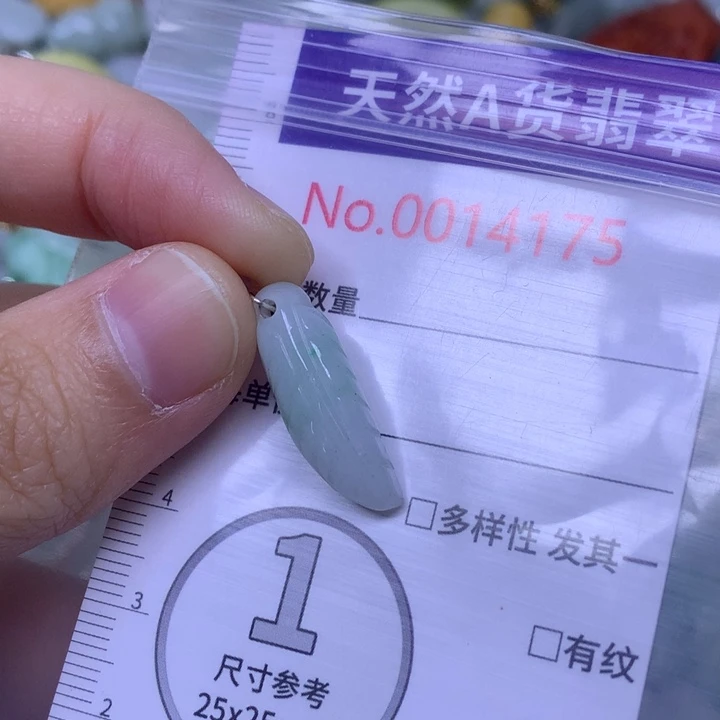 天然A货翡翠
No.0014175
数量
单
4
□多样性 发其一
3
1
□有纹
尺寸参考
2
25x25